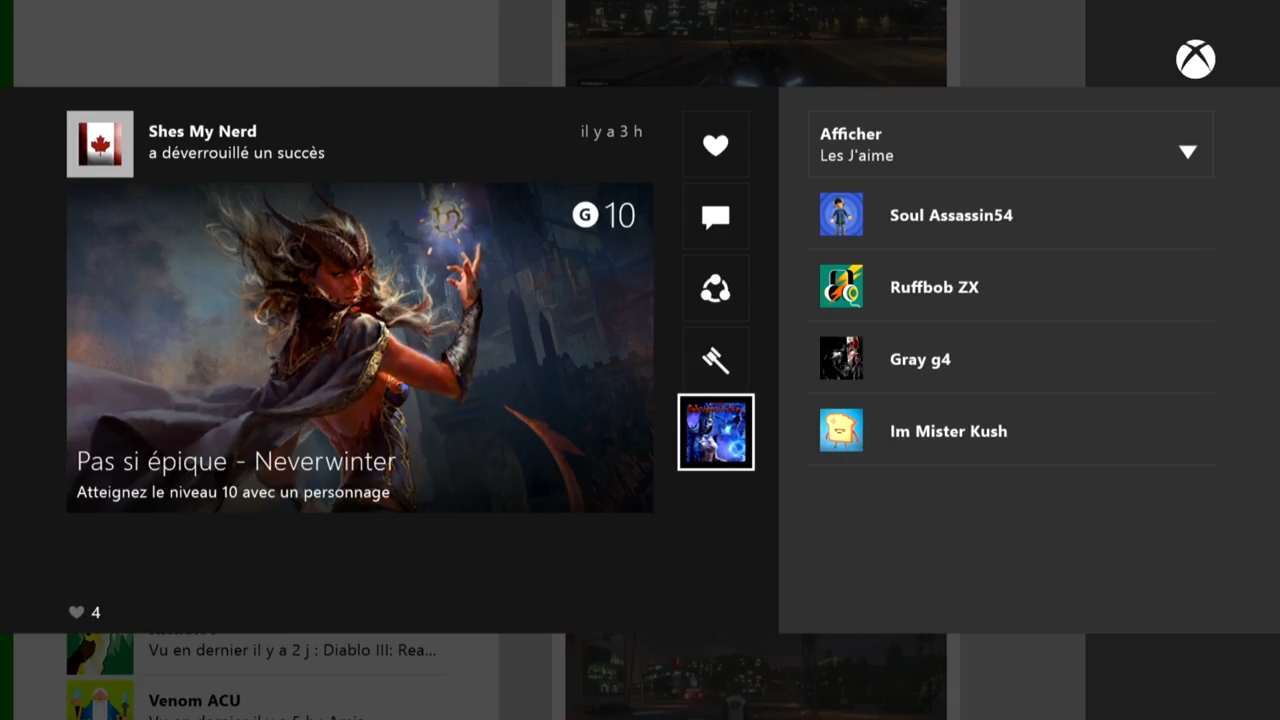 Shes My Nerd
a déverrouillé un succès
il y a 3 h
G 10
Pas si épique - Neverwinter
Atteignez le niveau 10 avec un personnage
4
Afficher
Les J'aime
Soul Assassin54
Ruffbob ZX
Gray g4
Im Mister Kush
Vu en dernier il y a 2 j : Diablo III: Rea...
Venom ACU